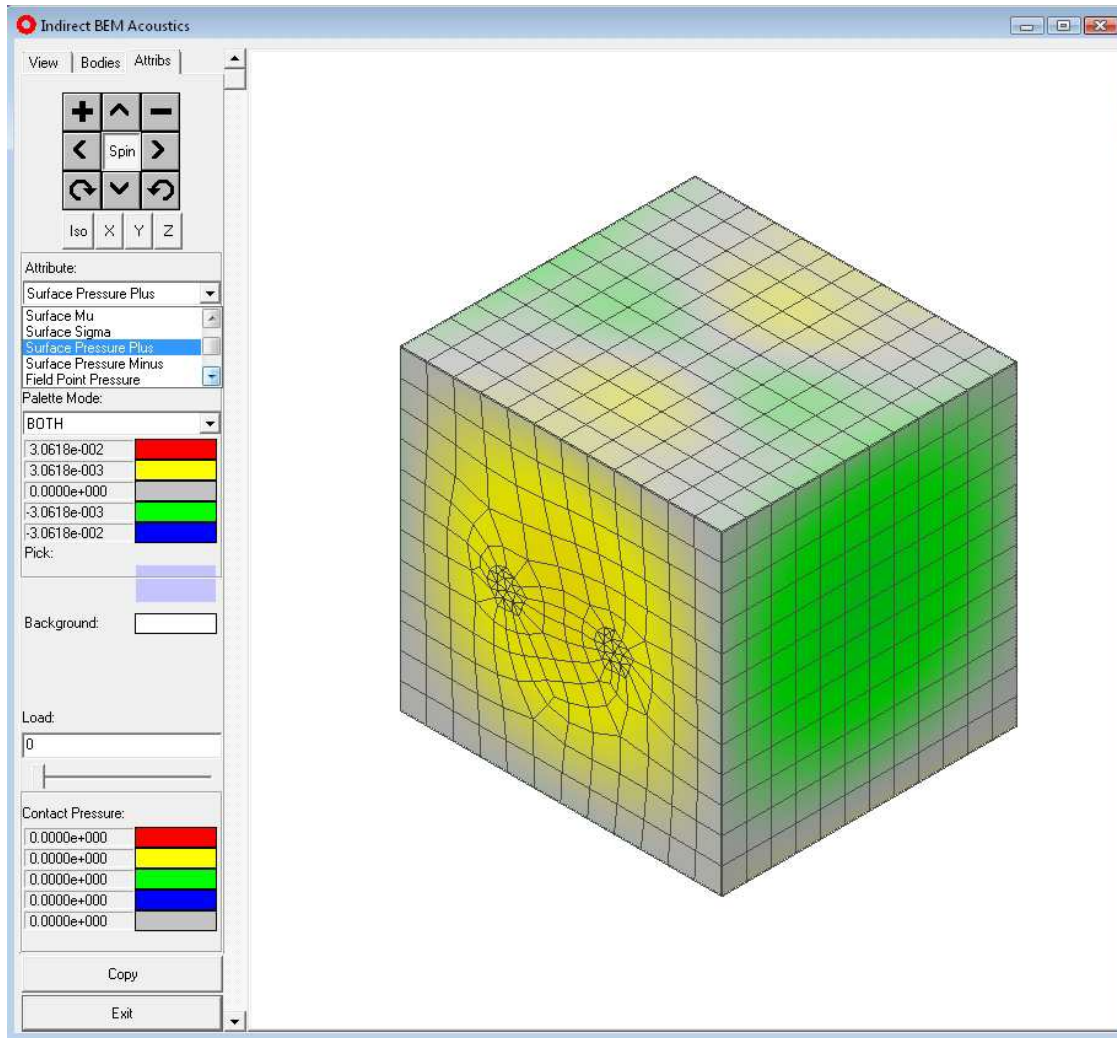 Indirect BEM Acoustics
View Bodies Attribs
Spin
Iso X Y Z
Attribute:
Surface Pressure Plus
Surface Mu
Surface Sigma
Surface Pressure Plus
Surface Pressure Minus
Field Point Pressure
Palette Mode:
BOTH
3.0618e-002
3.0618e-003
0.0000e+000
-3.0618e-003
-3.0618e-002
Pick:
Background:
Load:
0
Contact Pressure:
0.0000e+000
0.0000e+000
0.0000e+000
0.0000e+000
0.0000e+000
Copy
Exit